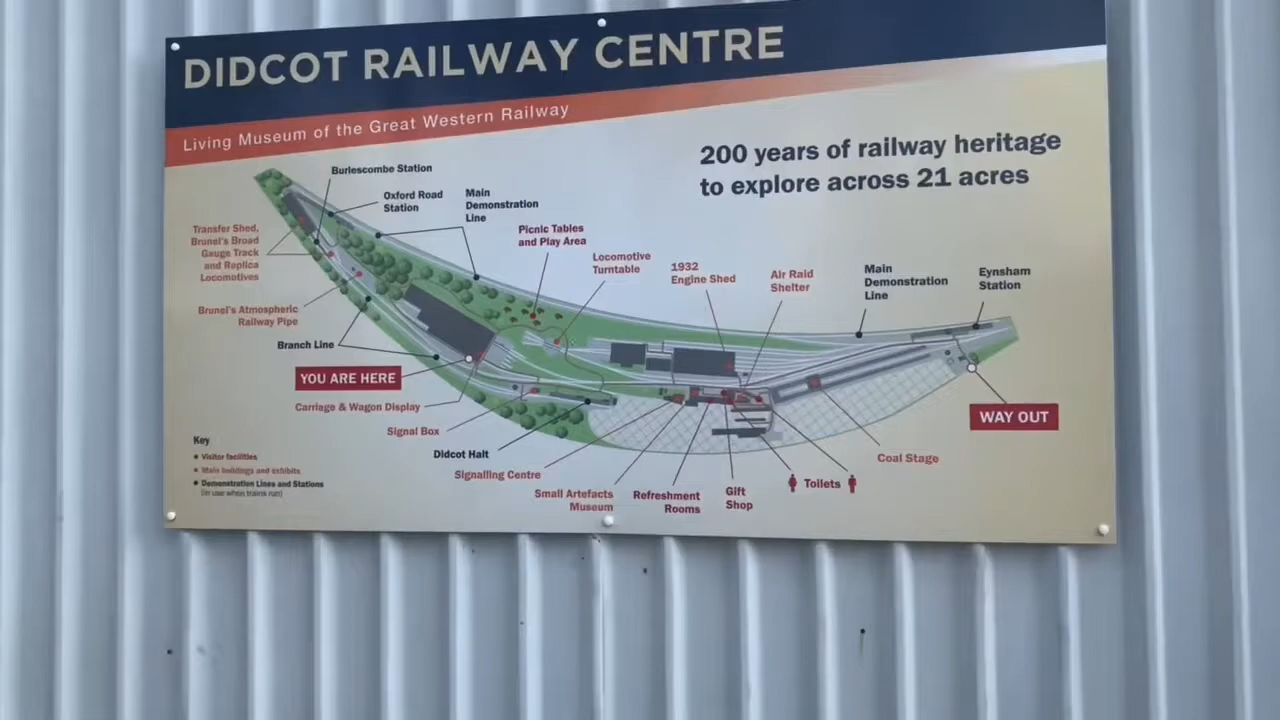 DIDCOT RAILWAY CENTRE
Living Museum of the Great Western Railway
200 years of railway heritage
to explore across 21 acres
Burlescombe Station
Oxford Road
Station
Main
Demonstration
Line
Picnic Tables
and Play Area
Locomotive
Turntable
1932
Engine Shed
Air Raid
Shelter
Main
Demonstration
Line
Eynsham
Station
Transfer Shed,
Brunel's Broad
Gauge Track
and Replica
Locomotives
Brunel's Atmospheric
Railway Pipe
Branch Line
YOU ARE HERE
Carriage & Wagon Display
Signal Box
Didcot Halt
Signalling Centre
Small Artefacts
Museum
Refreshment
Rooms
Gift
Shop
Toilets
Coal Stage
WAY OUT
Key
Visitor facilities
Main buildings and exhibits
Demonstration Lines and Stations
(in use when trains run)